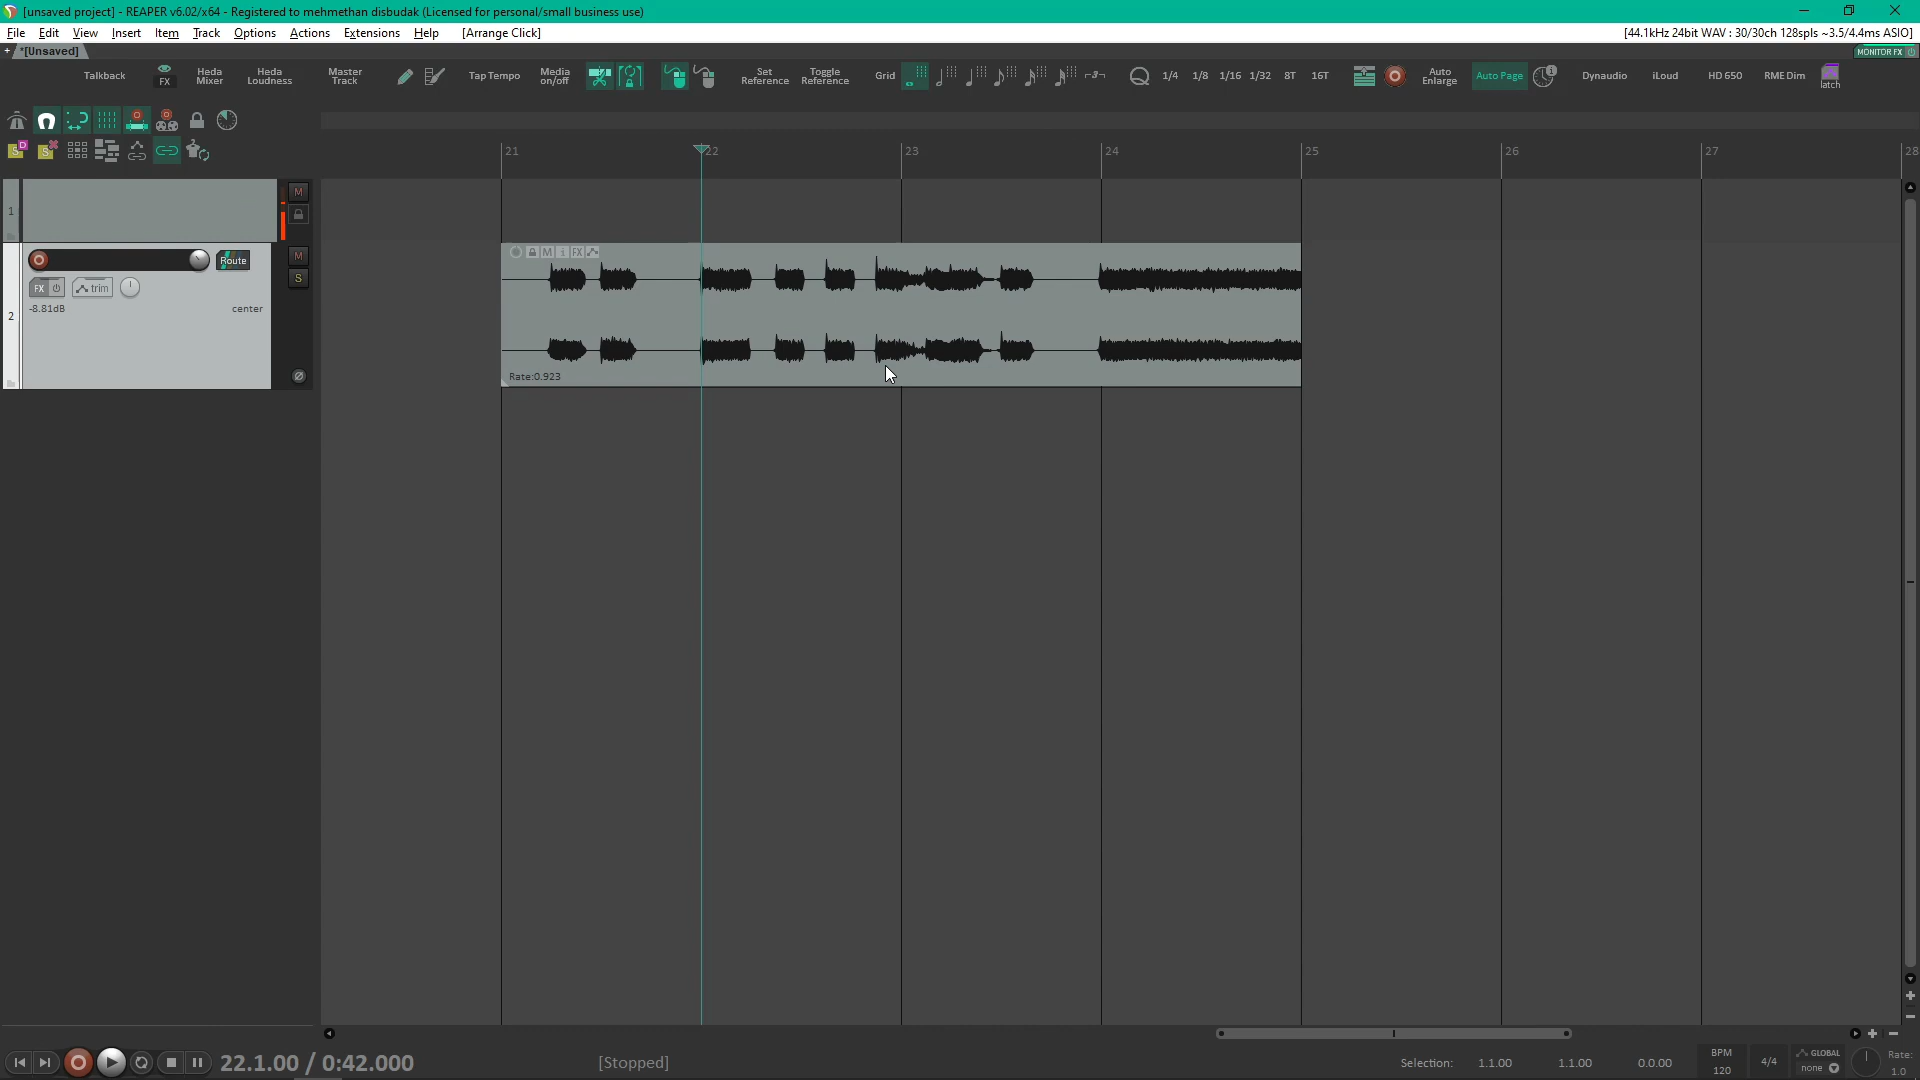 [unsaved project] - REAPER v6.02/x64 - Registered to mehmethan disbudak (Licensed for personal/small business use)
File Edit View Insert Item Track Options Actions Extensions Help [Arrange Click]
[44.1kHz 24bit WAV : 30/30ch 128spls ~3.5/4.4ms ASIO]
+ *[Unsaved]
MONITOR FX
Talkback
FX
Heda Mixer
Heda Loudness
Master Track
Tap Tempo
Media on/off
Set Reference
Toggle Reference
Grid
1/4 1/8 1/16 1/32 8T 16T
Auto Enlarge
Auto Page
Dynaudio
iLoud
HD 650
RME Dim
latch
21 22 23 24 25 26 27 28
1
M
Route
M
FX
trim
S
-8.81dB
center
2
M i FX
Rate:0.923
22.1.00 / 0:42.000
[Stopped]
Selection: 1.1.00 1.1.00 0.0.00
BPM
120
4/4
GLOBAL
none
Rate:
1.0